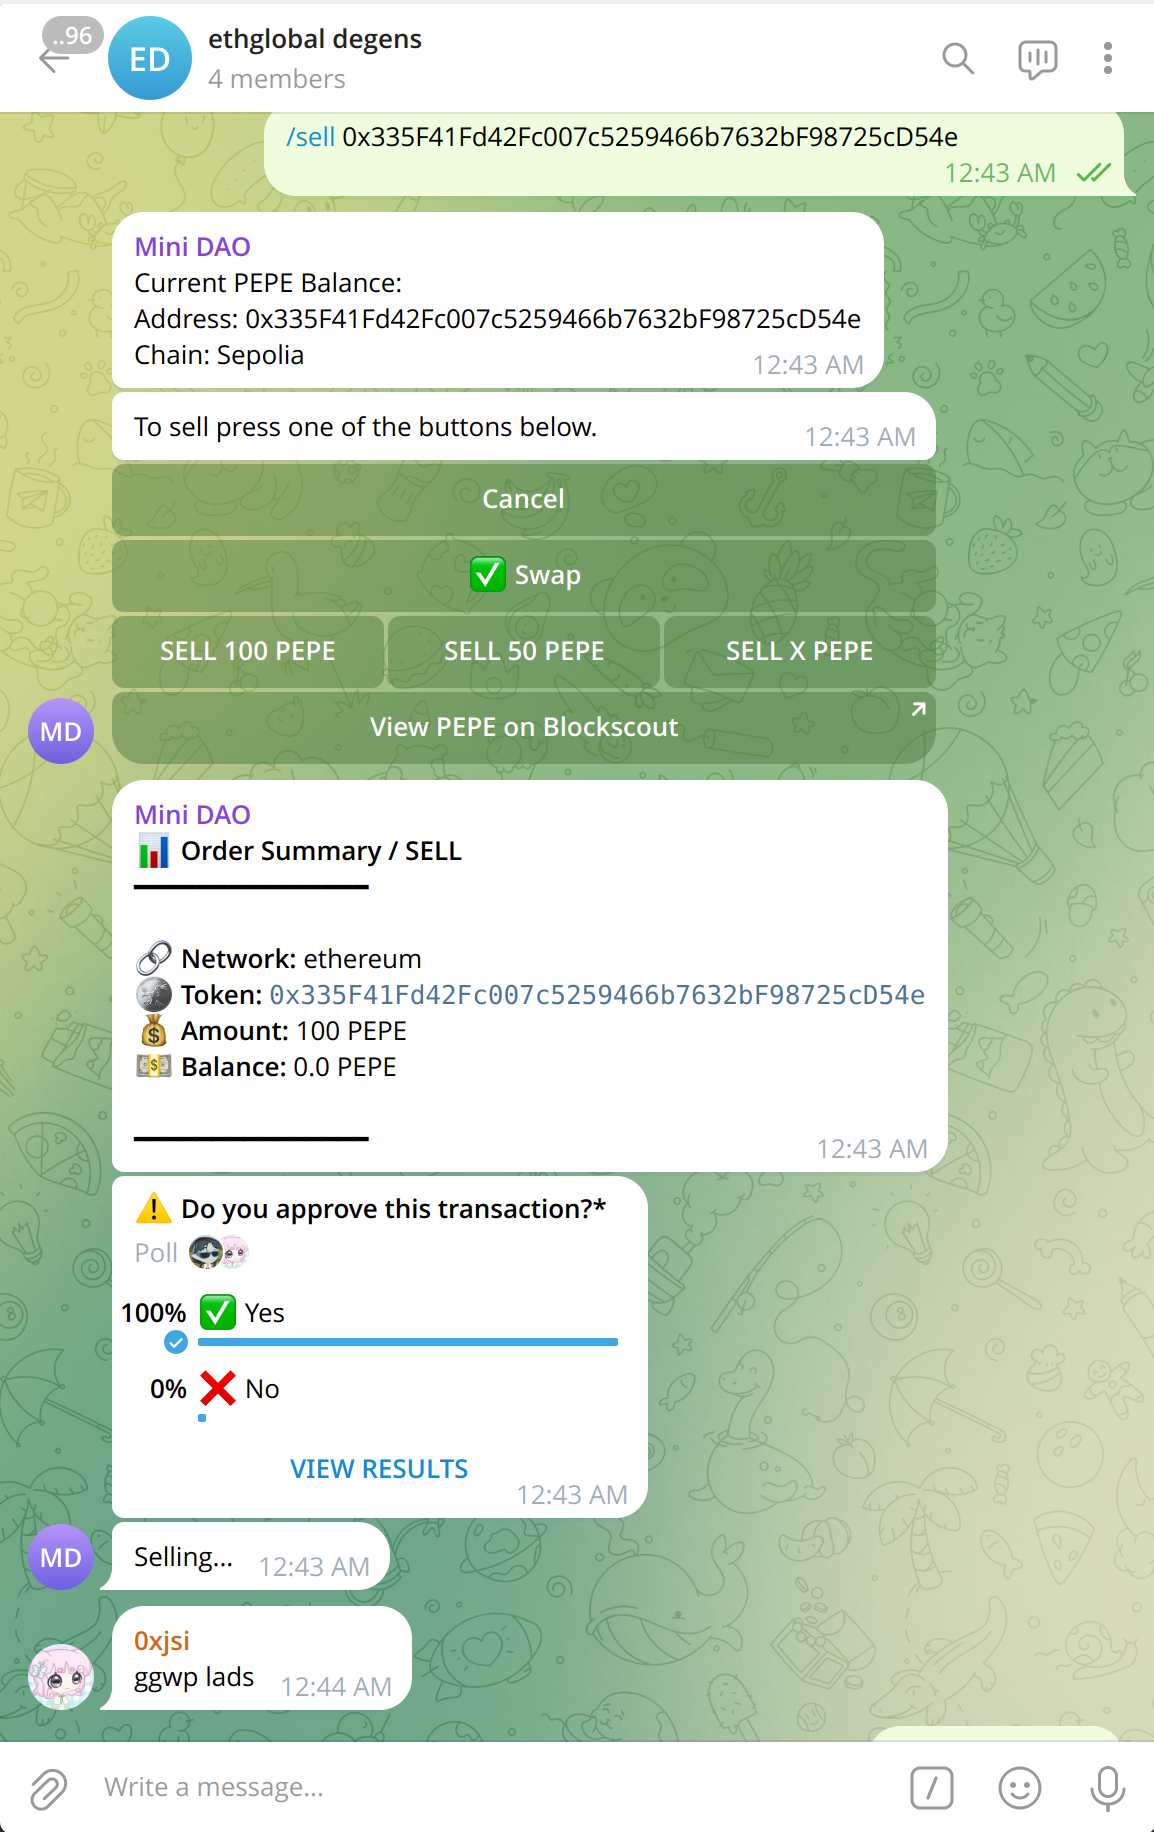 ..96
ED
ethglobal degens
4 members
/sell 0x335F41Fd42Fc007c5259466b7632bF98725cD54e
12:43 AM
Mini DAO
Current PEPE Balance:
Address: 0x335F41Fd42Fc007c5259466b7632bF98725cD54e
Chain: Sepolia
12:43 AM
To sell press one of the buttons below.
12:43 AM
Cancel
✅ Swap
SELL 100 PEPE
SELL 50 PEPE
SELL X PEPE
View PEPE on Blockscout
MD
Mini DAO
📊 Order Summary / SELL
🔗 Network: ethereum
🪙 Token: 0x335F41Fd42Fc007c5259466b7632bF98725cD54e
💰 Amount: 100 PEPE
💵 Balance: 0.0 PEPE
12:43 AM
⚠️ Do you approve this transaction?*
Poll
100% ✅ Yes
0% ❌ No
VIEW RESULTS
12:43 AM
MD
Selling...
12:43 AM
0xjsi
ggwp lads
12:44 AM
Write a message...